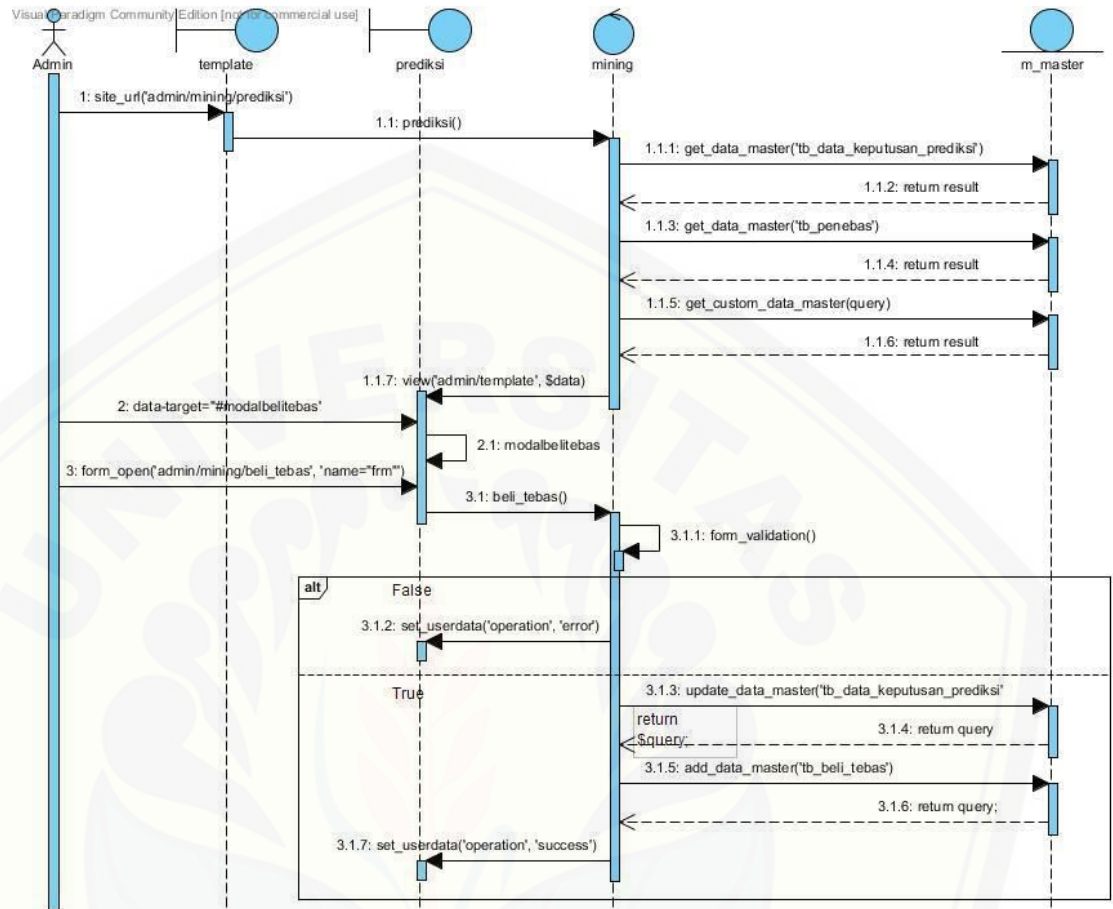 Visual Paradigm Community Edition [not for commercial use]
Admin
template
prediksi
mining
m_master
1: site_url('admin/mining/prediksi')
1.1: prediksi()
1.1.1: get_data_master('tb_data_keputusan_prediksi')
1.1.2: return result
1.1.3: get_data_master('tb_penebas')
1.1.4: return result
1.1.5: get_custom_data_master(query)
1.1.6: return result
1.1.7: view('admin/template', $data)
2: data-target="#modalbelitebas'
2.1: modalbelitebas
3: form_open('admin/mining/beli_tebas', 'name="frm"')
3.1: beli_tebas()
3.1.1: form_validation()
alt
False
3.1.2: set_userdata('operation', 'error')
True
3.1.3: update_data_master('tb_data_keputusan_prediksi'
return
$query;
3.1.4: return query
3.1.5: add_data_master('tb_beli_tebas')
3.1.6: return query;
3.1.7: set_userdata('operation', 'success')
UNIVERSITAS